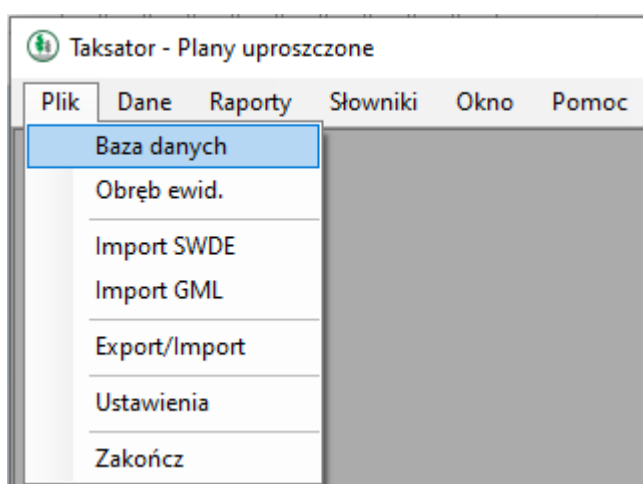 Taksator - Plany uproszczone
Plik Dane Raporty Słowniki Okno Pomoc
Baza danych
Obręb ewid.
Import SWDE
Import GML
Export/Import
Ustawienia
Zakończ